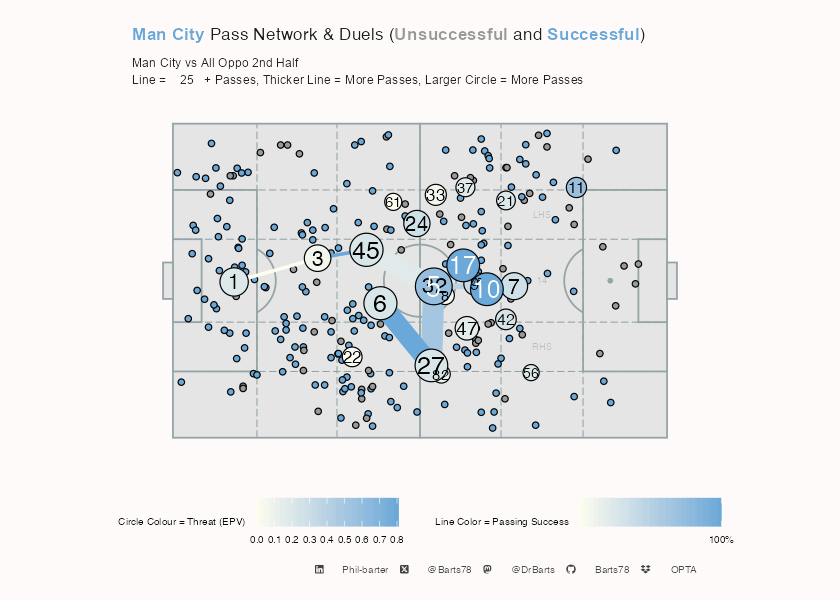 Man City Pass Network & Duels (Unsuccessful and Successful)
Man City vs All Oppo 2nd Half
Line = 25 + Passes, Thicker Line = More Passes, Larger Circle = More Passes
11
37
33
21
61
LHS
24
45
3
17
1
5
10
7
14
6
42
47
RHS
22
27
82
56
Circle Colour = Threat (EPV)
0.0 0.1 0.2 0.3 0.4 0.5 0.6 0.7 0.8
Line Color = Passing Success
100%
Phil-barter @Barts78 @DrBarts Barts78 OPTA